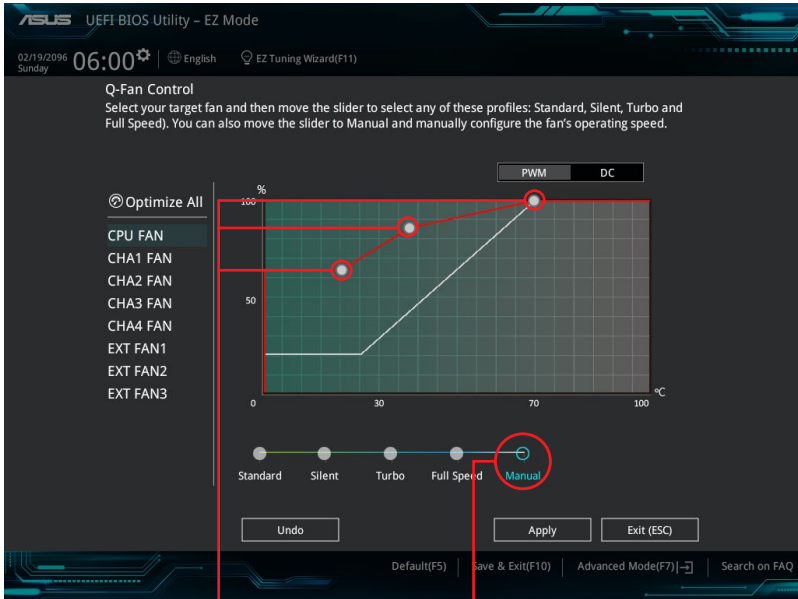 ASUS UEFI BIOS Utility – EZ Mode
02/19/2096
Sunday
06:00 English EZ Tuning Wizard(F11)
Q-Fan Control
Select your target fan and then move the slider to select any of these profiles: Standard, Silent, Turbo and
Full Speed). You can also move the slider to Manual and manually configure the fan's operating speed.
PWM DC
Optimize All
CPU FAN
CHA1 FAN
CHA2 FAN
CHA3 FAN
CHA4 FAN
EXT FAN1
EXT FAN2
EXT FAN3
%
100
50
0 30 70 100 °C
Standard Silent Turbo Full Speed Manual
Undo Apply Exit (ESC)
Default(F5) Save & Exit(F10) Advanced Mode(F7) Search on FAQ